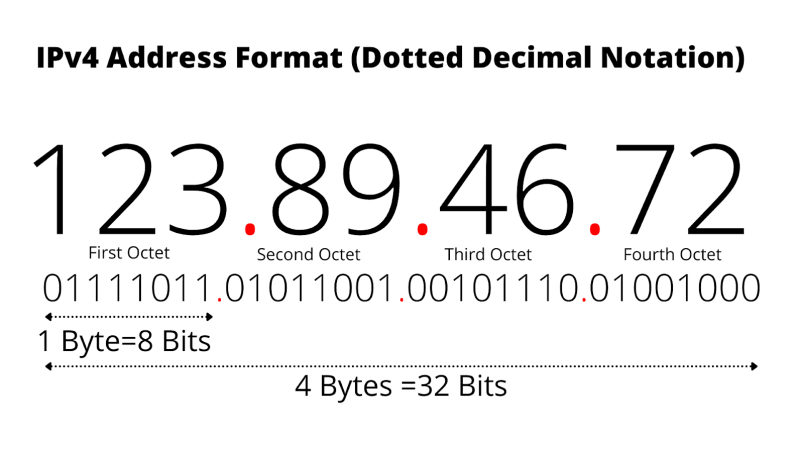 IPv4 Address Format (Dotted Decimal Notation)
123.89.46.72
First Octet Second Octet Third Octet Fourth Octet
01111011.01011001.00101110.01001000
1 Byte=8 Bits
4 Bytes =32 Bits